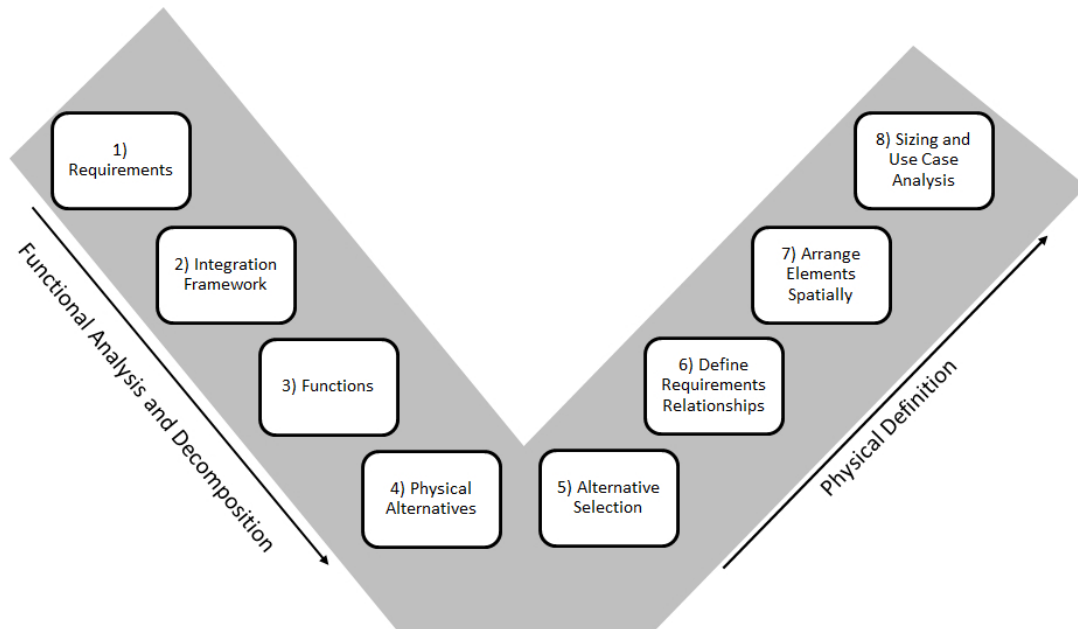 1)
Requirements
2) Integration
Framework
3) Functions
4) Physical
Alternatives
5) Alternative
Selection
6) Define
Requirements
Relationships
7) Arrange
Elements
Spatially
8) Sizing and
Use Case
Analysis
Functional Analysis and Decomposition
Physical Definition